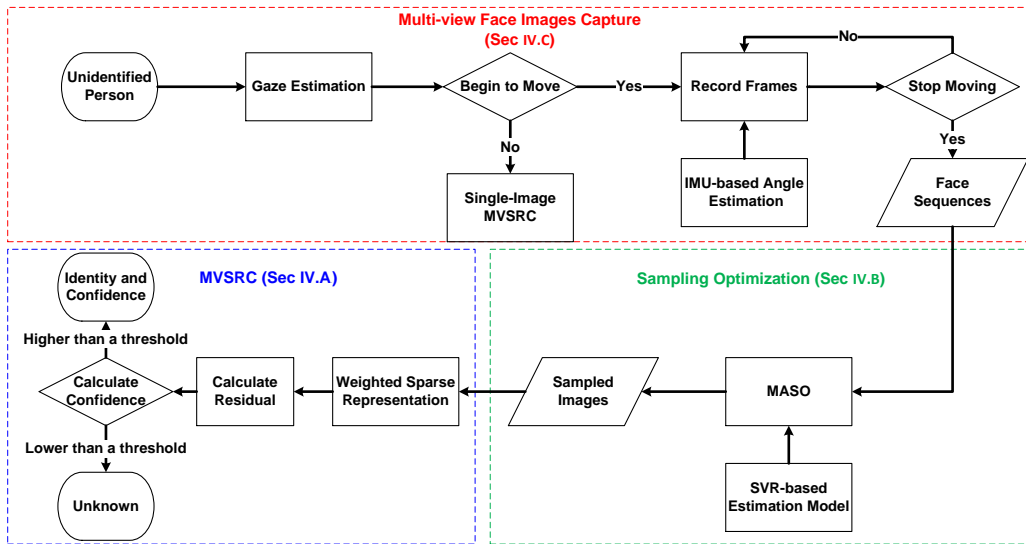 Multi-view Face Images Capture
(Sec IV.C)
No
Unidentified
Person
Gaze Estimation
Begin to Move
Yes
Record Frames
Stop Moving
No
Yes
Single-Image
MVSRC
IMU-based Angle
Estimation
Face
Sequences
Identity and
Confidence
MVSRC (Sec IV.A)
Sampling Optimization (Sec IV.B)
Higher than a threshold
Calculate
Confidence
Calculate
Residual
Weighted Sparse
Representation
Sampled
Images
MASO
Lower than a threshold
Unknown
SVR-based
Estimation Model